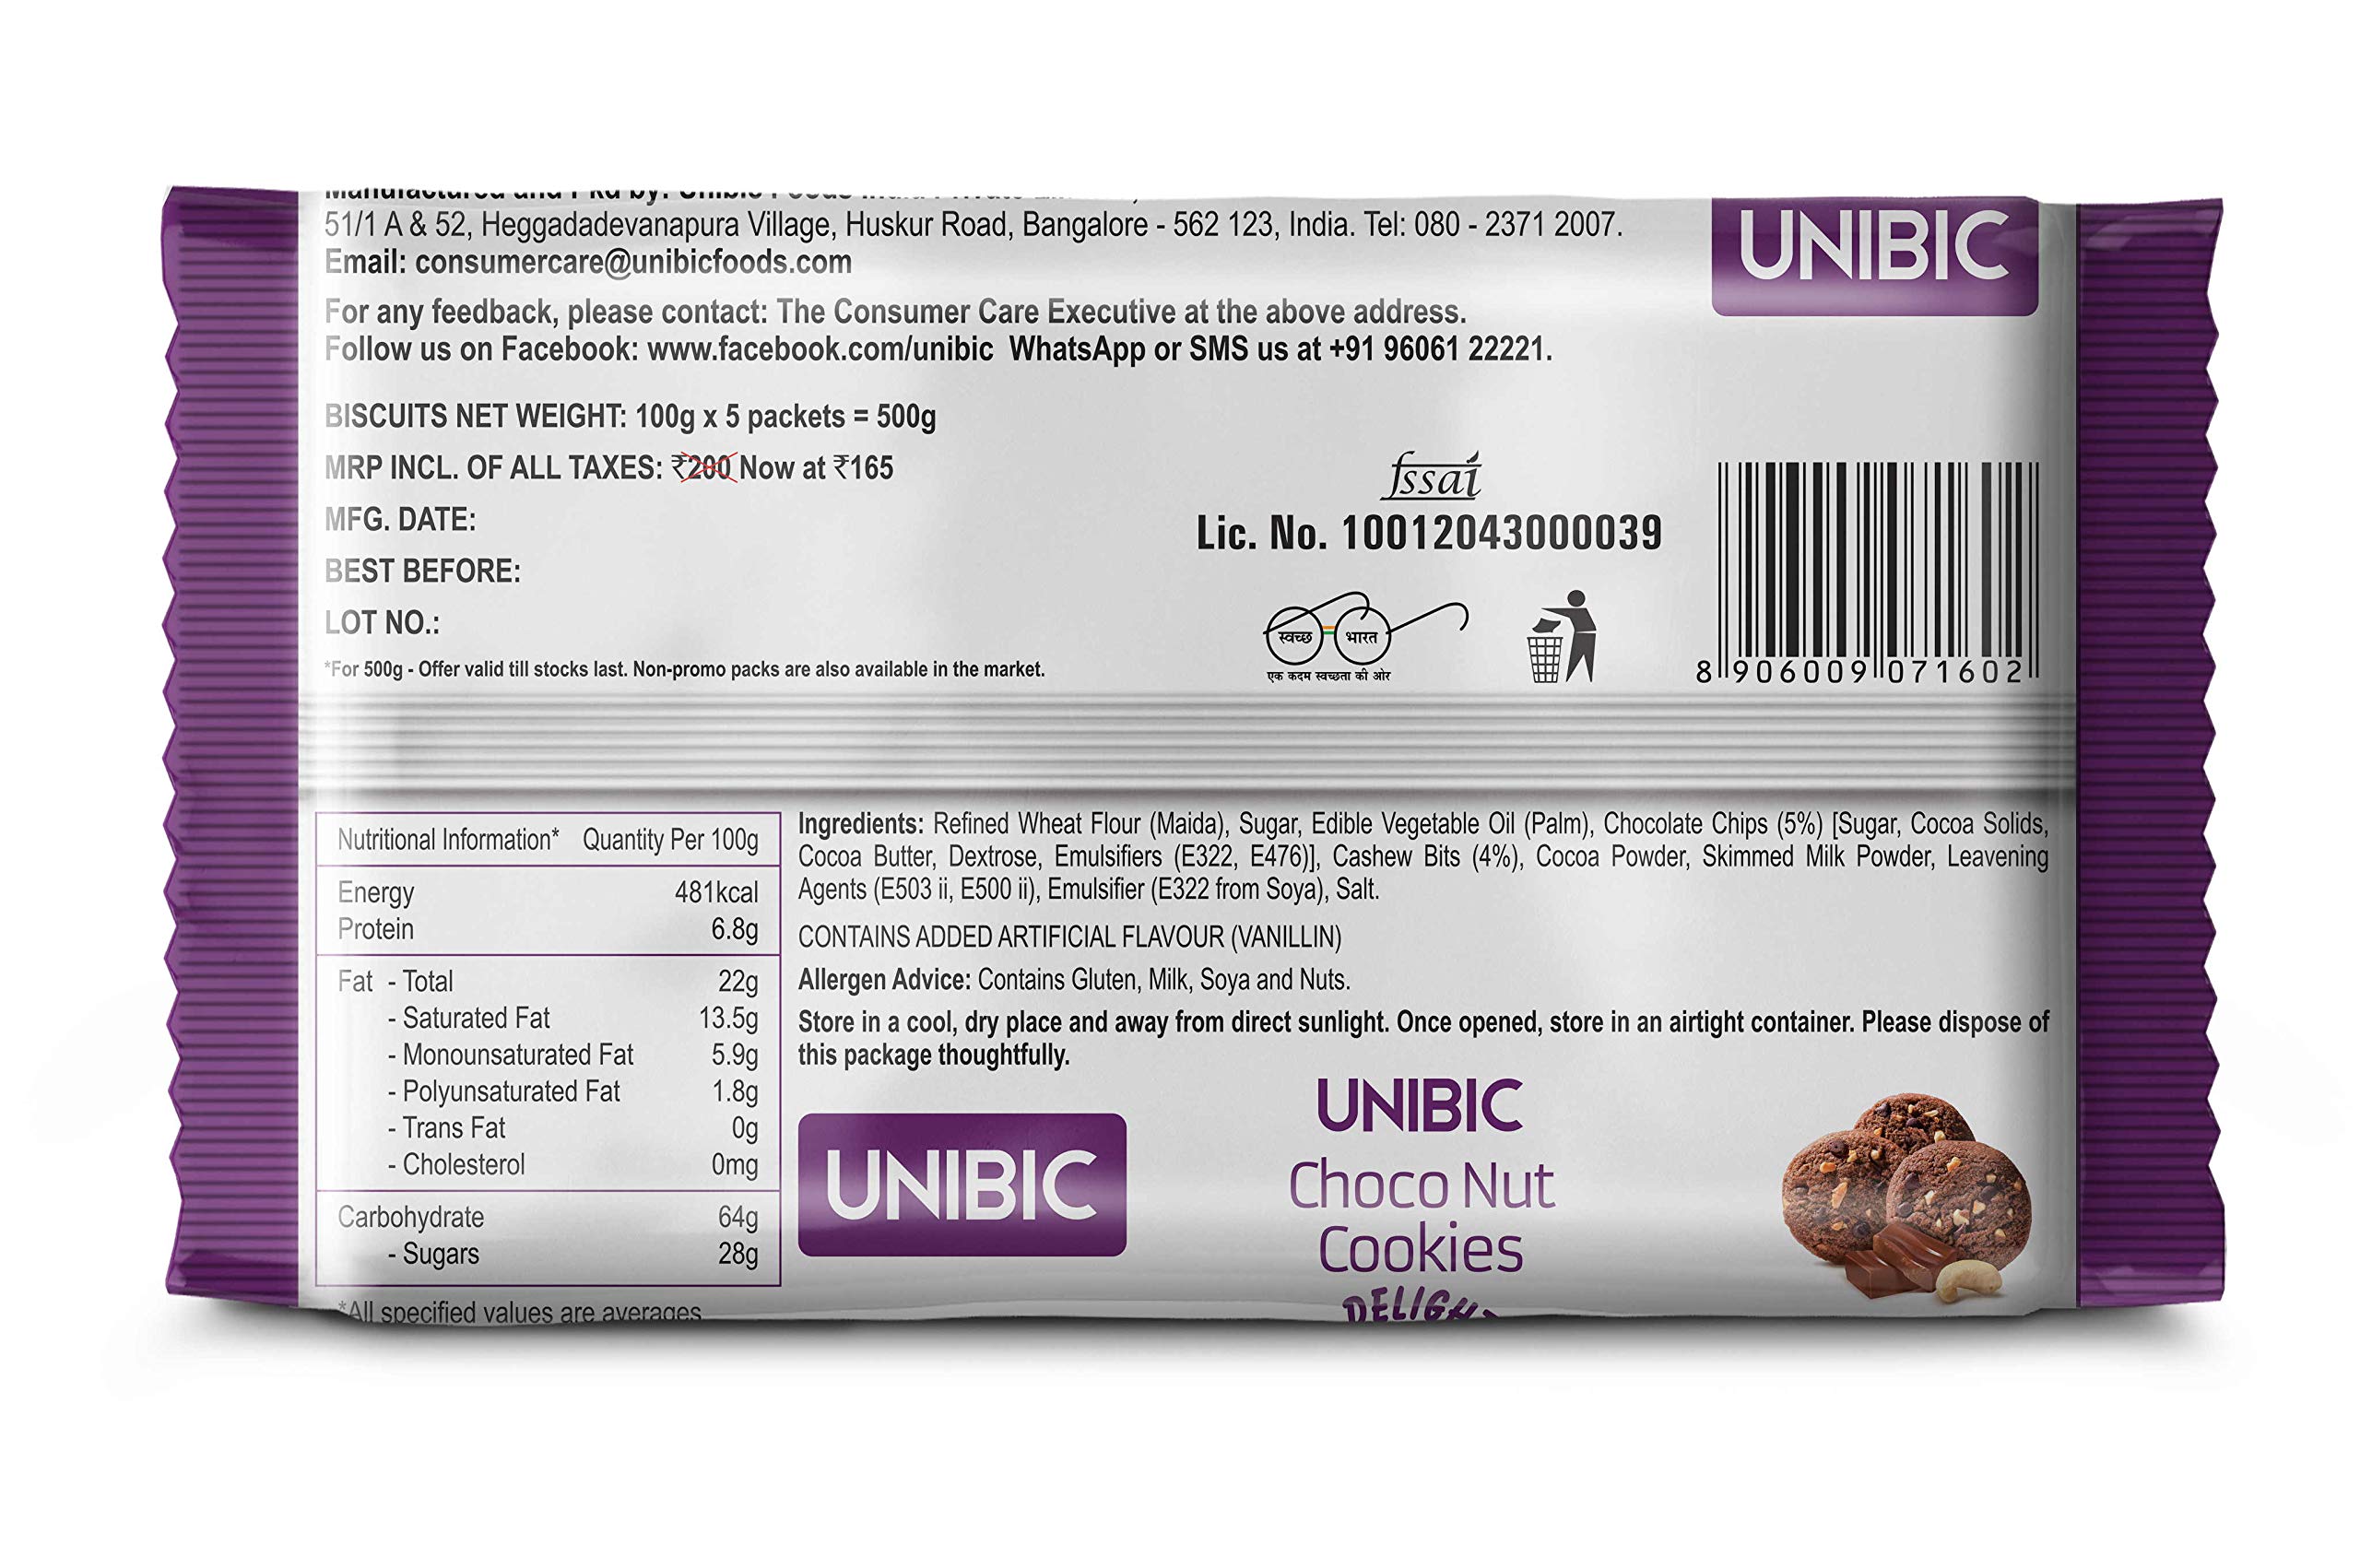 Manufactured and Pkd by: Unibic Foods India Private
51/1 A & 52, Heggadadevanapura Village, Huskur Road, Bangalore - 562 123, India. Tel: 080 - 2371 2007.
Email: consumercare@unibicfoods.com
For any feedback, please contact: The Consumer Care Executive at the above address.
Follow us on Facebook: www.facebook.com/unibic WhatsApp or SMS us at +91 96061 22221.
UNIBIC
BISCUITS NET WEIGHT: 100g x 5 packets = 500g
MRP INCL. OF ALL TAXES: ₹200 Now at ₹165
MFG. DATE:
BEST BEFORE:
LOT NO.:
*For 500g - Offer valid till stocks last. Non-promo packs are also available in the market.
fssai
Lic. No. 10012043000039
स्वच्छ भारत
एक कदम स्वच्छता की ओर
8 906009 071602
Nutritional Information* Quantity Per 100g
Energy 481kcal
Protein 6.8g
Fat - Total 22g
- Saturated Fat 13.5g
- Monounsaturated Fat 5.9g
- Polyunsaturated Fat 1.8g
- Trans Fat 0g
- Cholesterol 0mg
Carbohydrate 64g
- Sugars 28g
*All specified values are averages
Ingredients: Refined Wheat Flour (Maida), Sugar, Edible Vegetable Oil (Palm), Chocolate Chips (5%) [Sugar, Cocoa Solids,
Cocoa Butter, Dextrose, Emulsifiers (E322, E476)], Cashew Bits (4%), Cocoa Powder, Skimmed Milk Powder, Leavening
Agents (E503 ii, E500 ii), Emulsifier (E322 from Soya), Salt.
CONTAINS ADDED ARTIFICIAL FLAVOUR (VANILLIN)
Allergen Advice: Contains Gluten, Milk, Soya and Nuts.
Store in a cool, dry place and away from direct sunlight. Once opened, store in an airtight container. Please dispose of
this package thoughtfully.
UNIBIC
UNIBIC
Choco Nut
Cookies